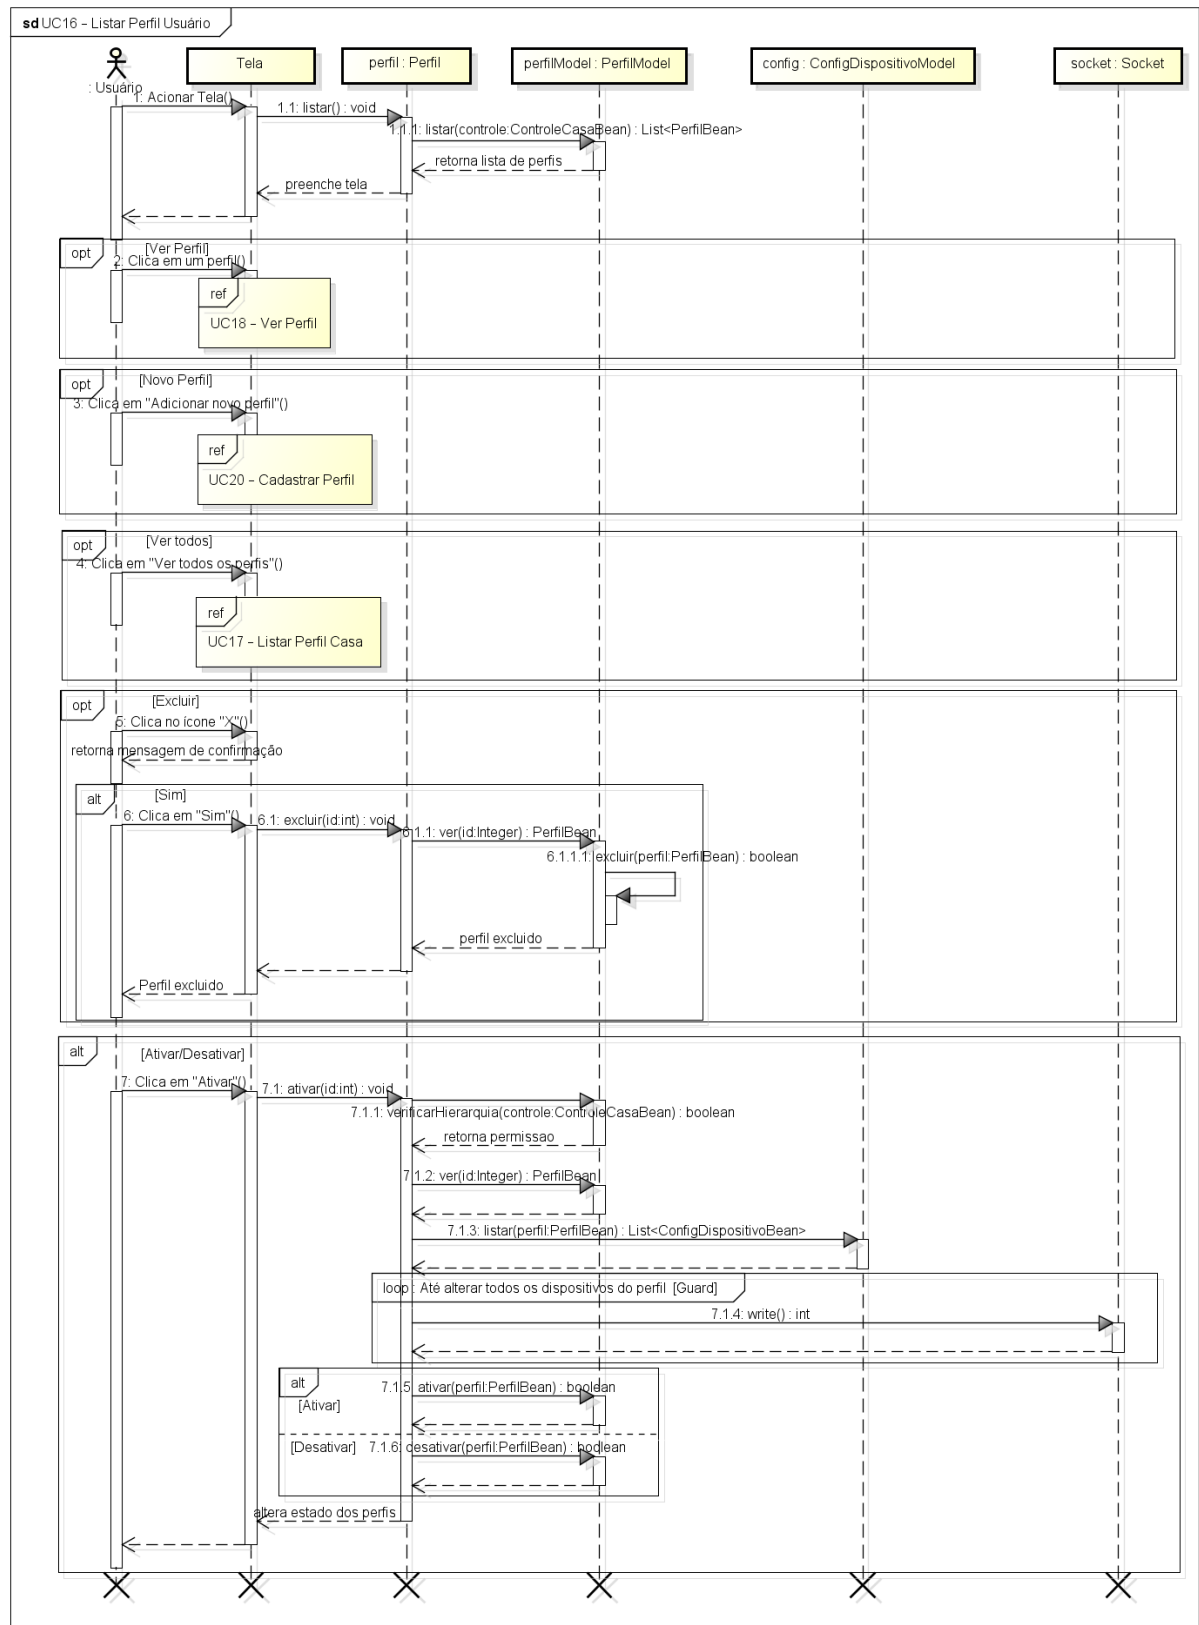 sd UC16 – Listar Perfil Usuário
: Usuário
Tela
perfil : Perfil
perfilModel : PerfilModel
config : ConfigDispositivoModel
socket : Socket
1: Acionar Tela()
1.1: listar() : void
1.1.1: listar(controle:ControleCasaBean) : List<PerfilBean>
retorna lista de perfis
preenche tela
opt
[Ver Perfil]
2: Clica em um perfil()
ref
UC18 – Ver Perfil
opt
[Novo Perfil]
3: Clica em "Adicionar novo perfil"()
ref
UC20 – Cadastrar Perfil
opt
[Ver todos]
4: Clica em "Ver todos os perfis"()
ref
UC17 – Listar Perfil Casa
opt
[Excluir]
5: Clica no ícone "X"()
retorna mensagem de confirmação
alt
[Sim]
6: Clica em "Sim"()
6.1: excluir(id:int) : void
6.1.1: ver(id:Integer) : PerfilBean
6.1.1.1: excluir(perfil:PerfilBean) : boolean
perfil excluido
Perfil excluido
alt
[Ativar/Desativar]
7: Clica em "Ativar"()
7.1: ativar(id:int) : void
7.1.1: verificarHierarquia(controle:ControleCasaBean) : boolean
retorna permissao
7.1.2: ver(id:Integer) : PerfilBean
7.1.3: listar(perfil:PerfilBean) : List<ConfigDispositivoBean>
loop : Até alterar todos os dispositivos do perfil [Guard]
7.1.4: write() : int
alt
[Ativar]
7.1.5: ativar(perfil:PerfilBean) : boolean
[Desativar]
7.1.6: desativar(perfil:PerfilBean) : boolean
altera estado dos perfis